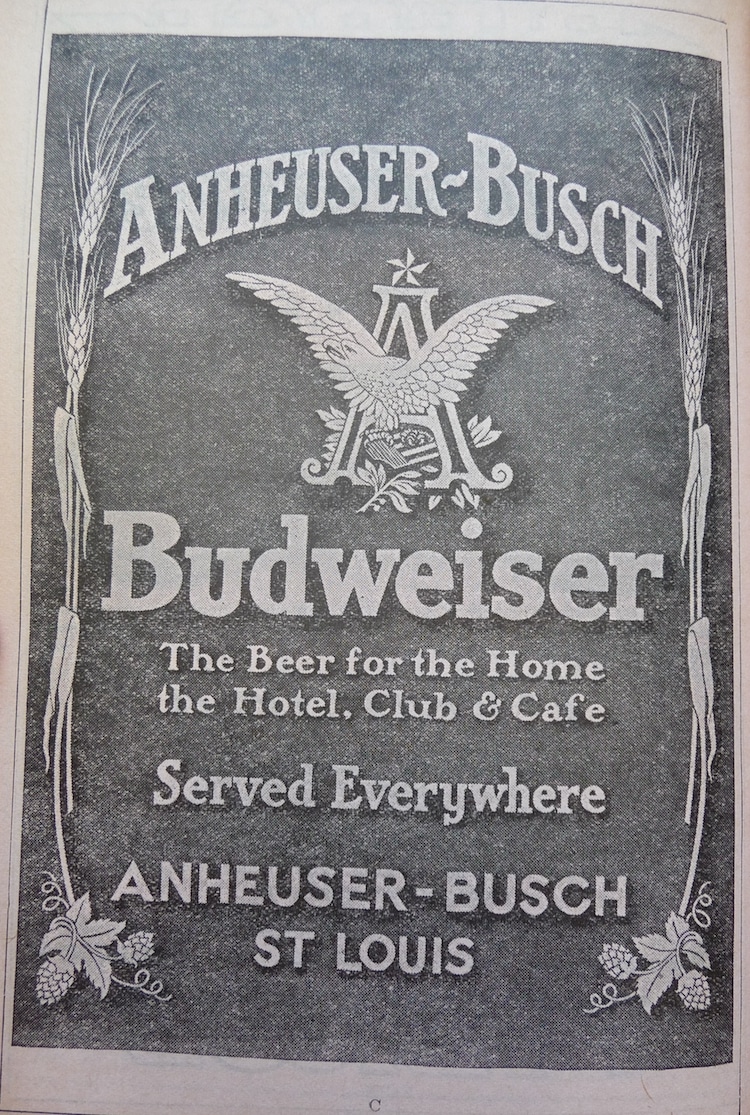 ANHEUSER~BUSCH
A
Budweiser
The Beer for the Home
the Hotel, Club & Cafe
Served Everywhere
ANHEUSER-BUSCH
ST LOUIS
C